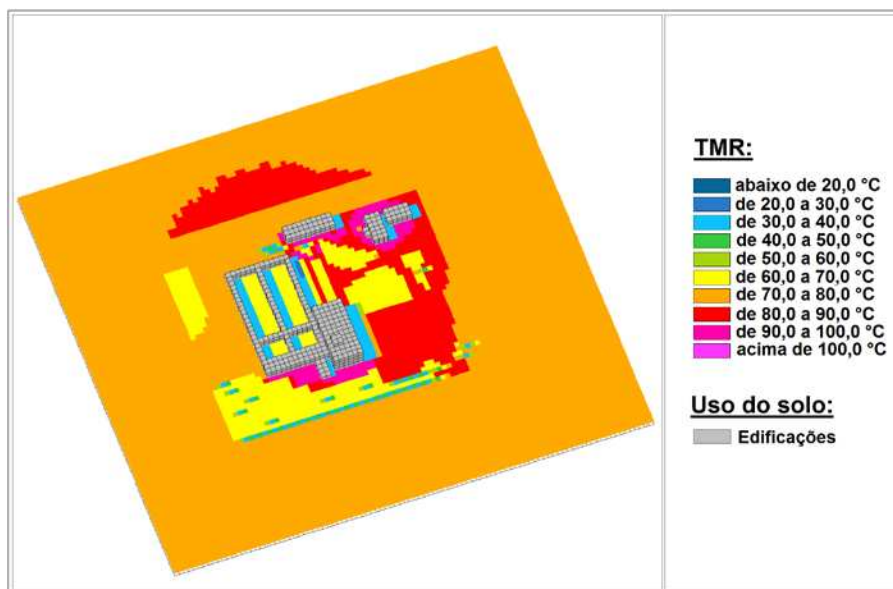 TMR:
abaixo de 20,0 °C
de 20,0 a 30,0 °C
de 30,0 a 40,0 °C
de 40,0 a 50,0 °C
de 50,0 a 60,0 °C
de 60,0 a 70,0 °C
de 70,0 a 80,0 °C
de 80,0 a 90,0 °C
de 90,0 a 100,0 °C
acima de 100,0 °C
Uso do solo:
Edificações